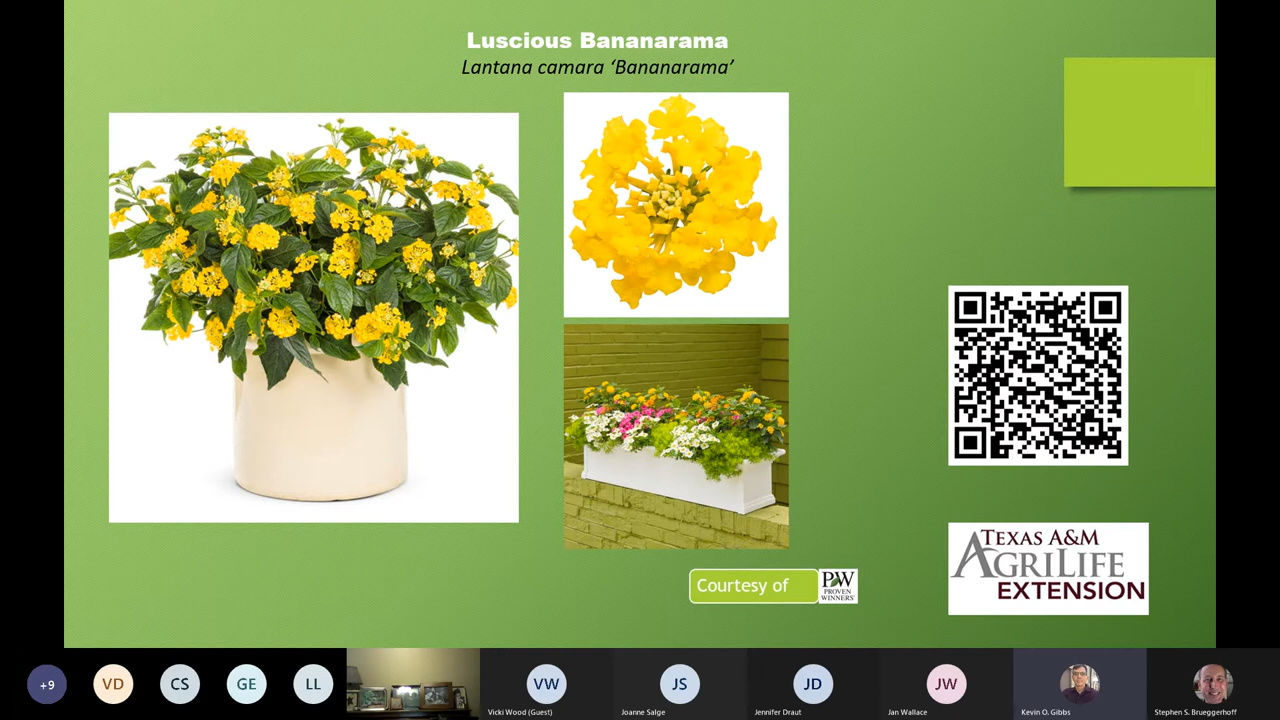 Luscious Bananarama
Lantana camara ‘Bananarama’
Courtesy of
PW
PROVEN
WINNERS®
TEXAS A&M
AGRILIFE
EXTENSION
+9
VD
CS
GE
LL
VW
JS
JD
JW
Vicki Wood (Guest)
Joanne Salge
Jennifer Draut
Jan Wallace
Kevin O. Gibbs
Stephen S. Brueggerhoff